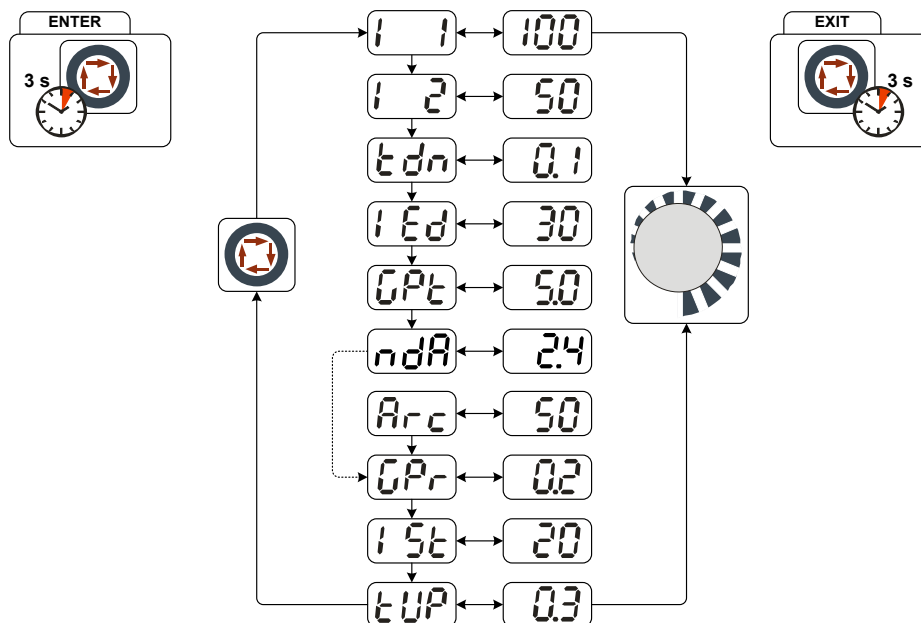 ENTER
EXIT
3 s
3 s
I 1
100
I 2
50
tdn
0.1
IEd
30
GPt
5.0
ndA
2.4
Arc
50
GPr
0.2
ISt
20
tUP
0.3